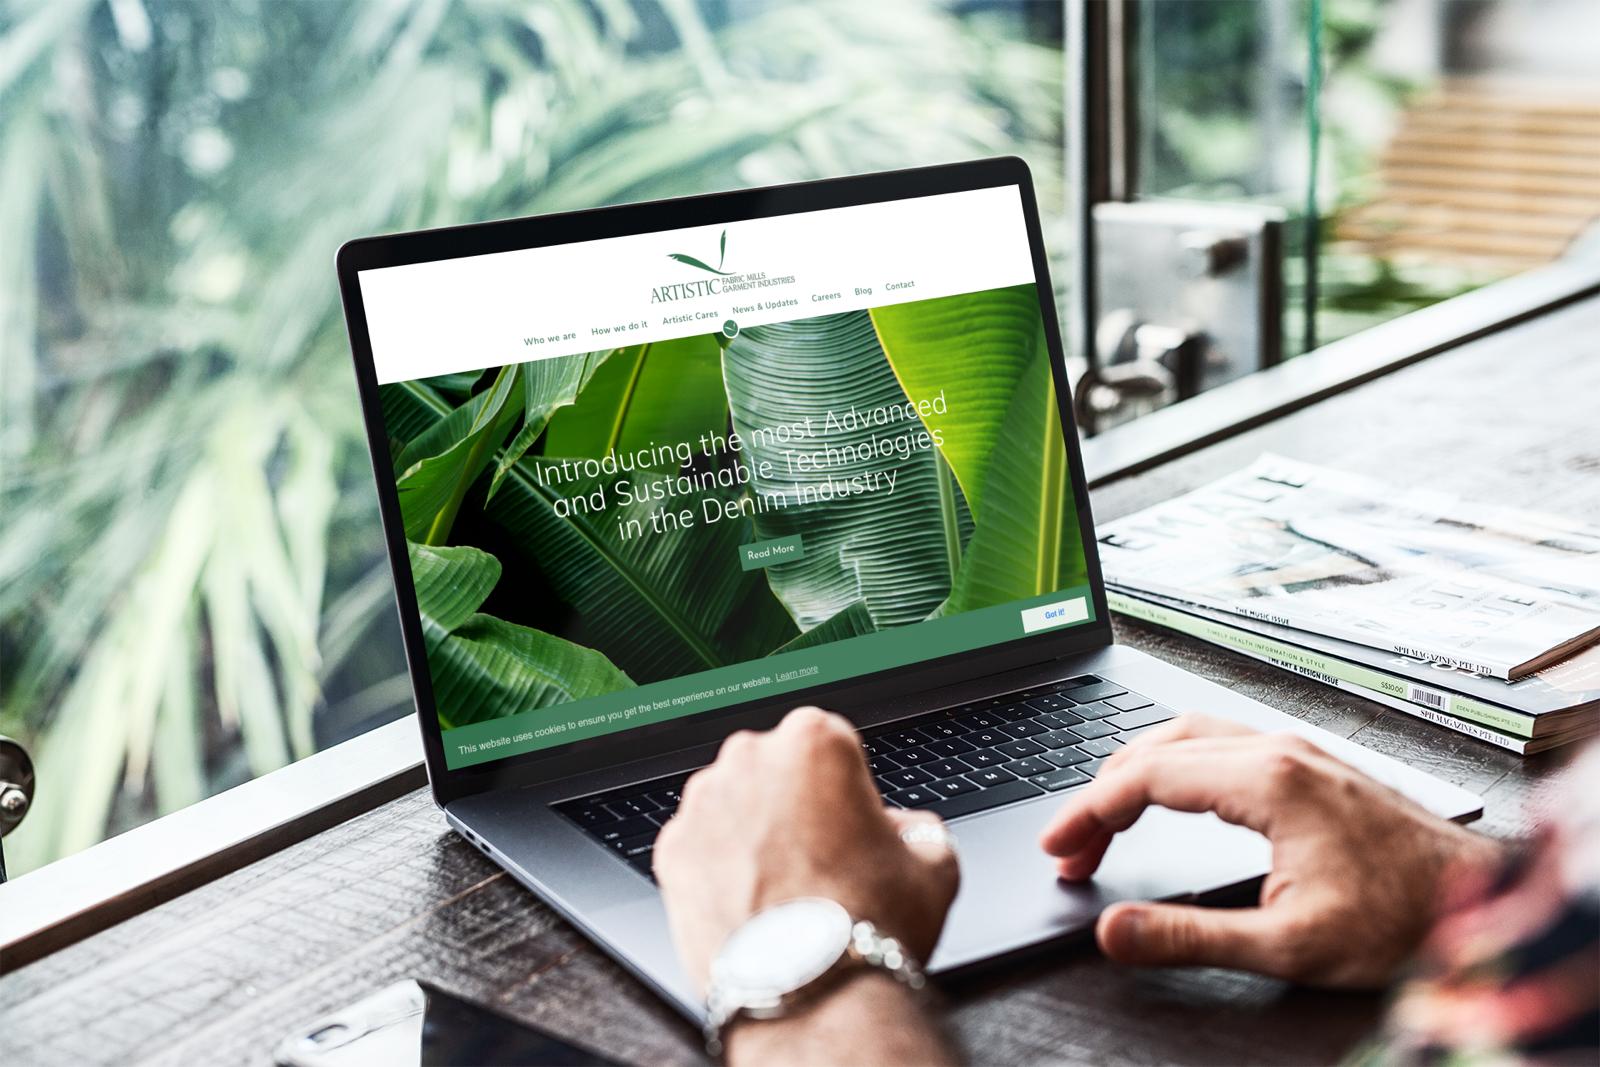 ARTISTIC FABRIC MILLS
GARMENT INDUSTRIES
Who we are How we do it Artistic Cares News & Updates Careers Blog Contact
Introducing the most Advanced
and Sustainable Technologies
in the Denim Industry
Read More
This website uses cookies to ensure you get the best experience on our website. Learn more
Got it!
EMALE
THE MUSIC ISSUE
SPH MAGAZINES PTE LTD
TIMELY HEALTH INFORMATION & STYLE
S$10.00
EDEN PUBLISHING PTE LTD
THE ART & DESIGN ISSUE
SPH MAGAZINES PTE LTD